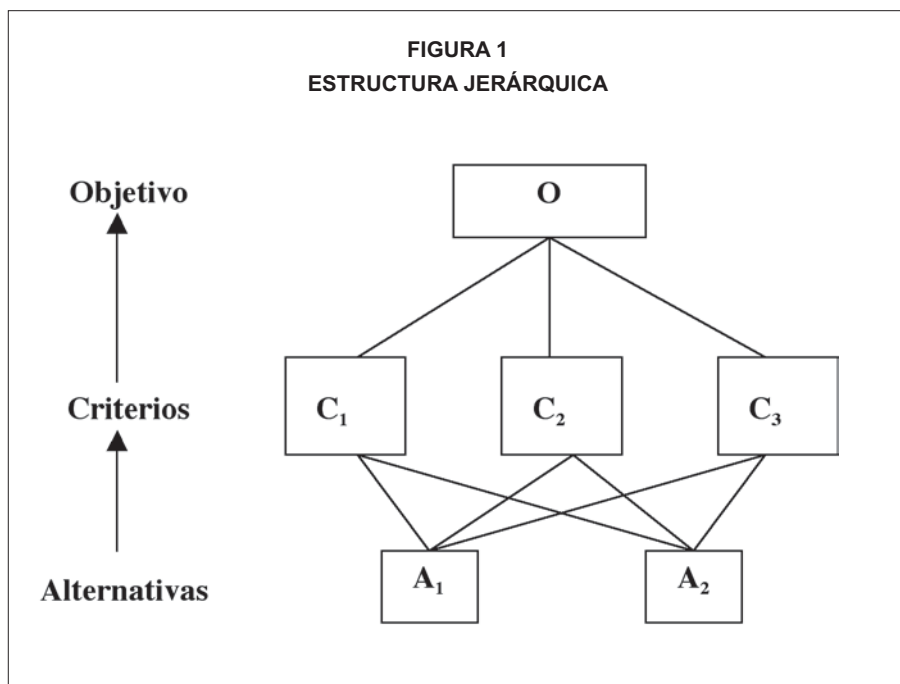 FIGURA 1
ESTRUCTURA JERÁRQUICA
Objetivo
O
Criterios
C₁
C₂
C₃
Alternativas
A₁
A₂